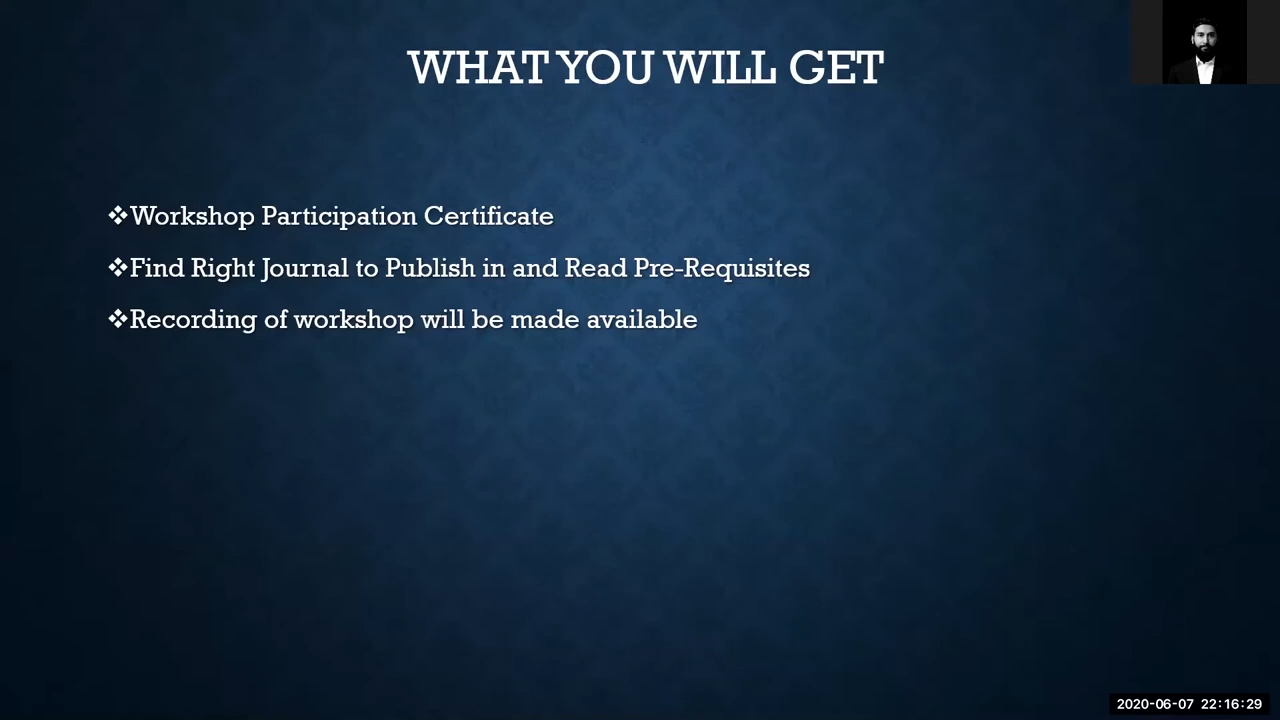 WHAT YOU WILL GET
❖Workshop Participation Certificate
❖Find Right Journal to Publish in and Read Pre-Requisites
❖Recording of workshop will be made available
2020-06-07 22:16:29